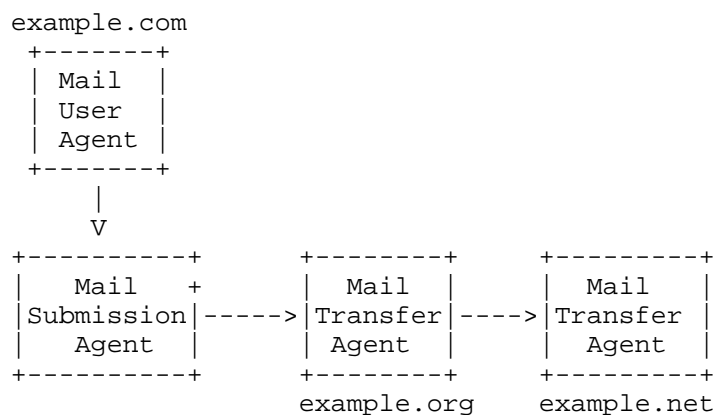 example.com
+-------+
| Mail  |
| User  |
| Agent |
+-------+
|
V
+----------+      +--------+     +---------+
|   Mail   +      |  Mail  |     |  Mail   |
|Submission|----->|Transfer|---->|Transfer |
|   Agent  |      | Agent  |     |  Agent  |
+----------+      +--------+     +---------+
example.org    example.net